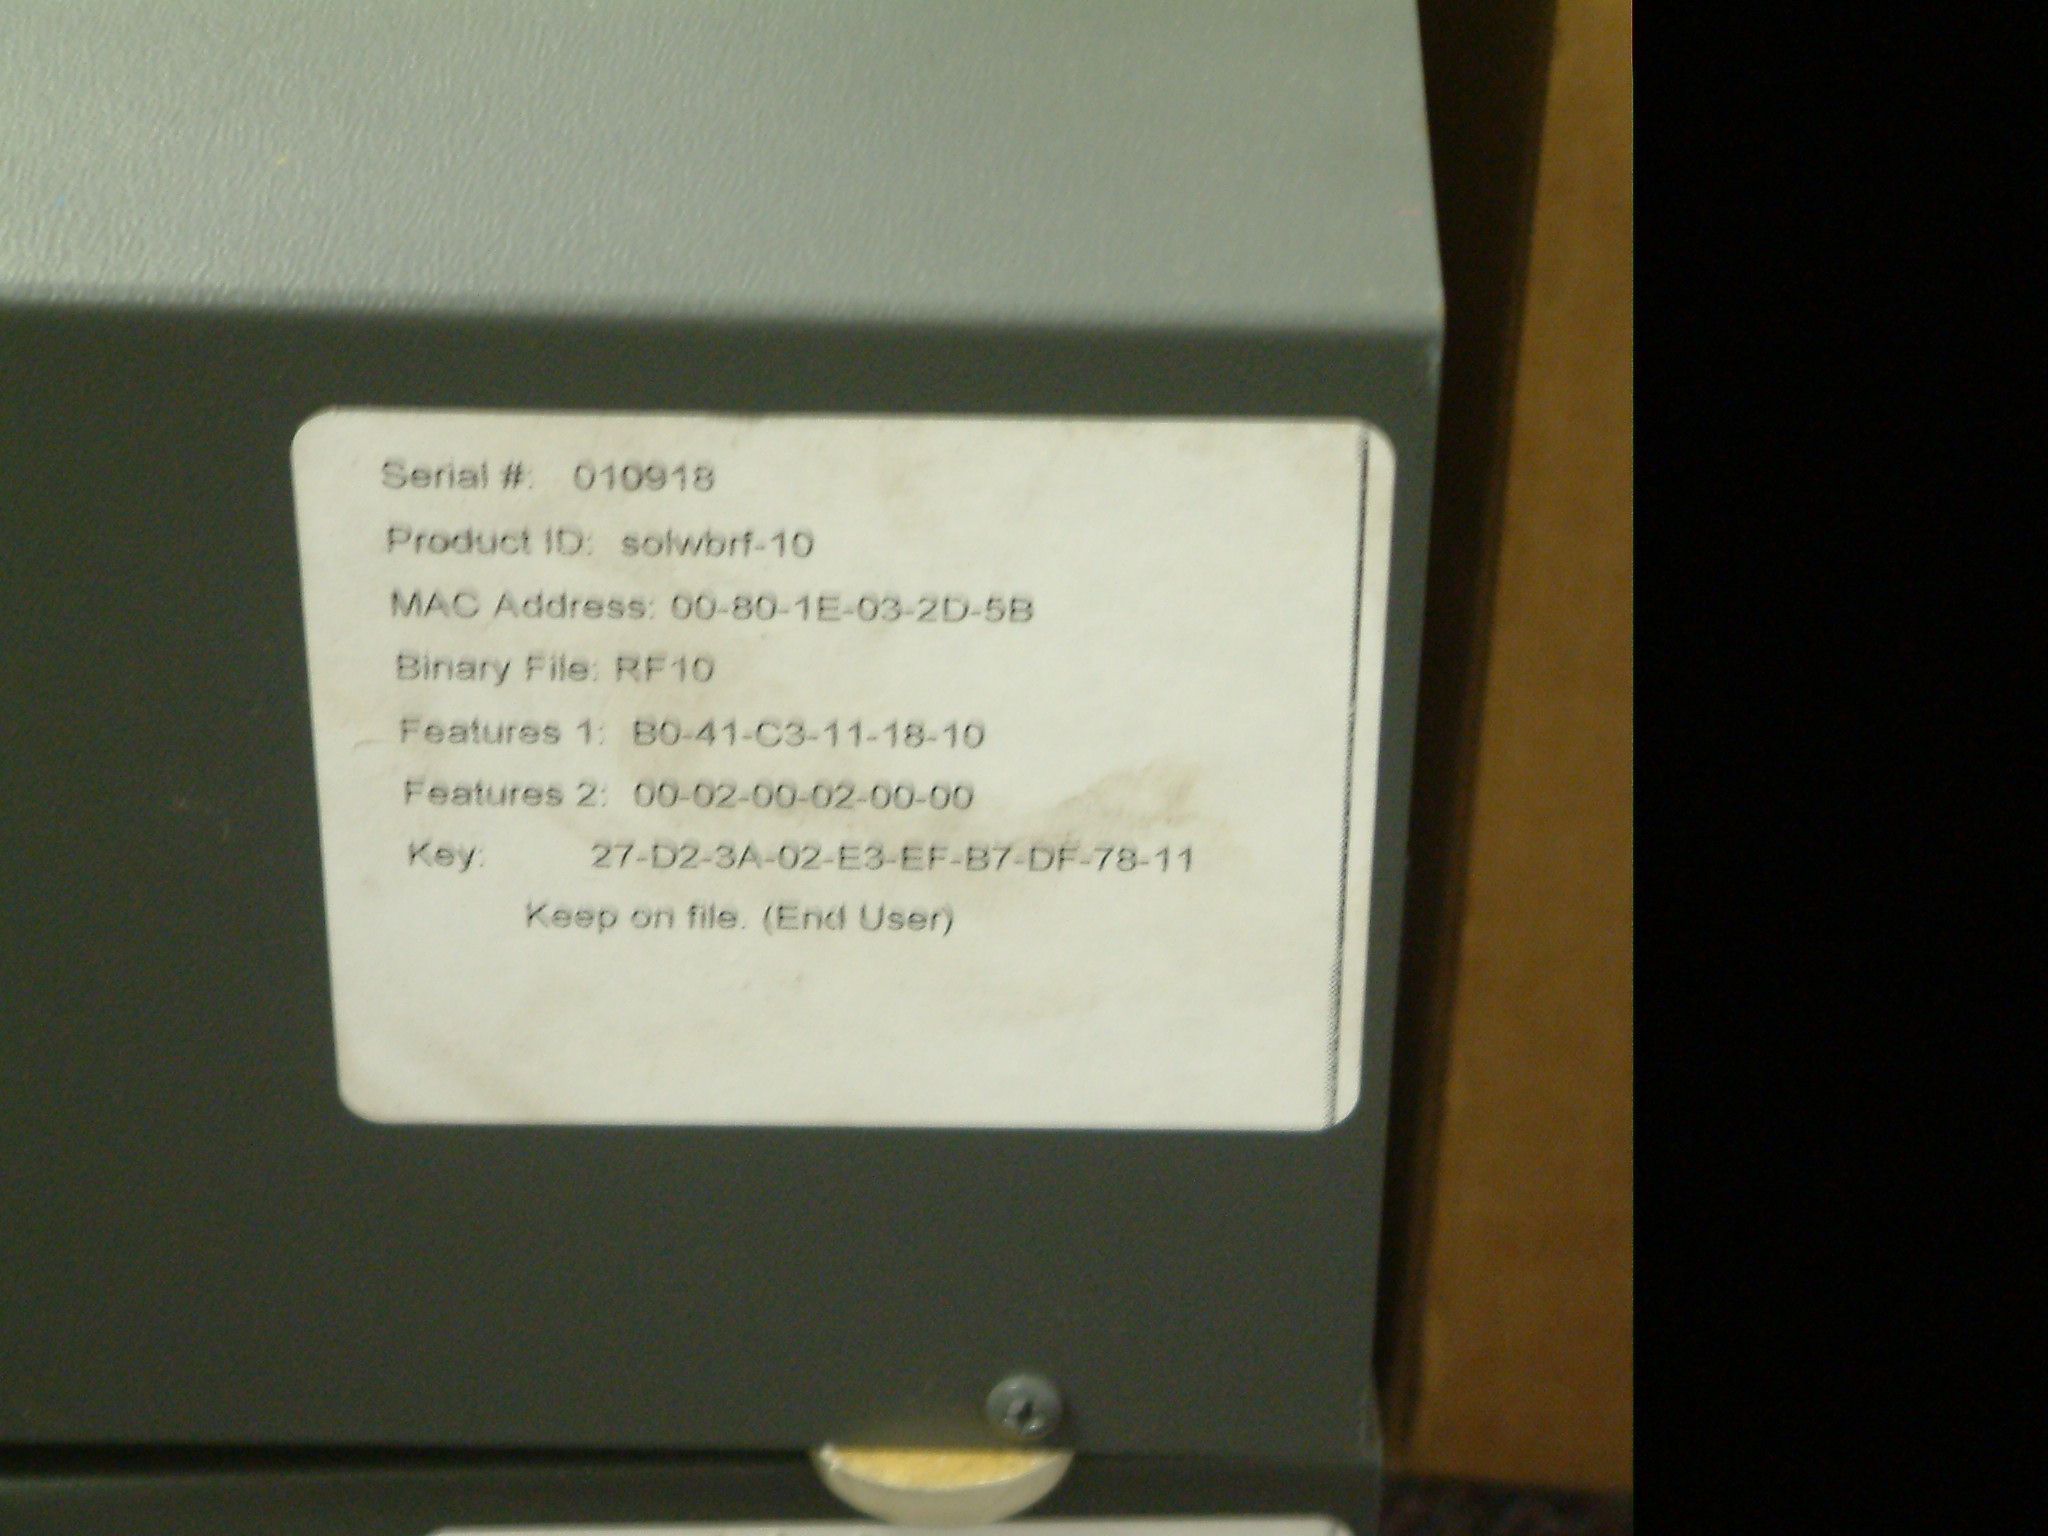 Serial #: 010918
Product ID: solwbrf-10
MAC Address: 00-80-1E-03-2D-5B
Binary File: RF10
Features 1: B0-41-C3-11-18-10
Features 2: 00-02-00-02-00-00
Key: 27-D2-3A-02-E3-EF-B7-DF-78-11
Keep on file. (End User)